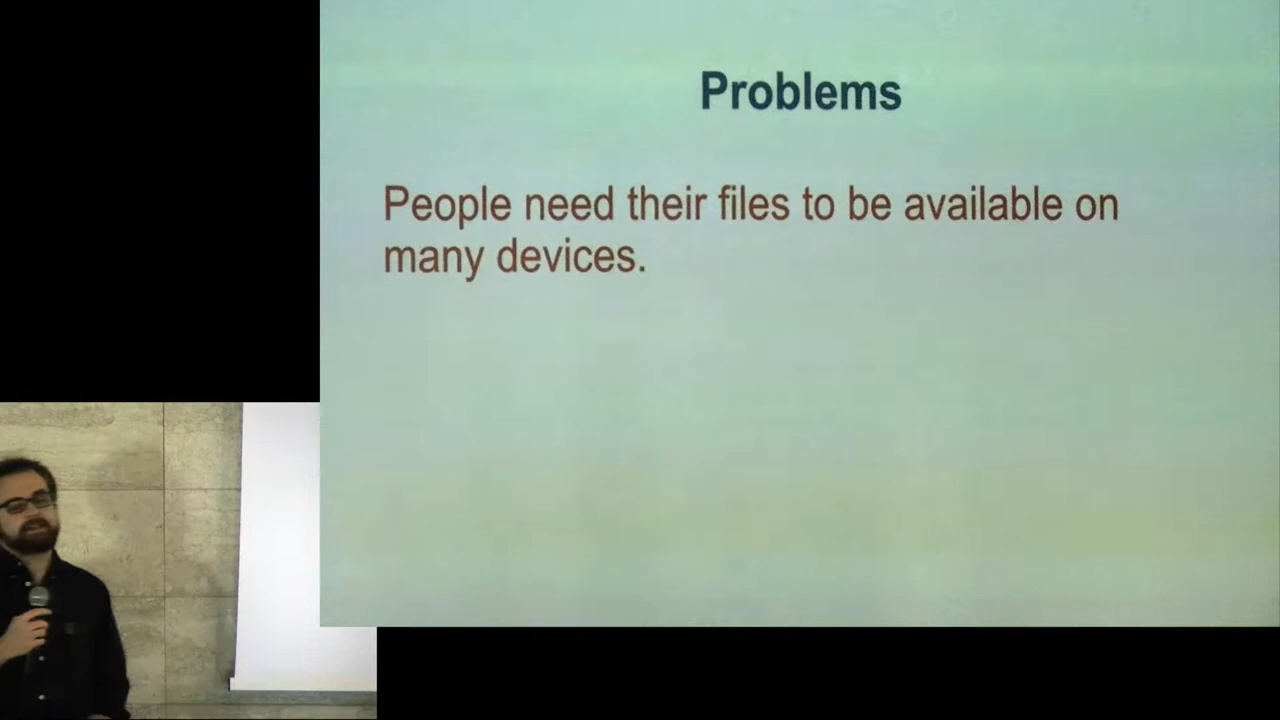 Problems
People need their files to be available on
many devices.